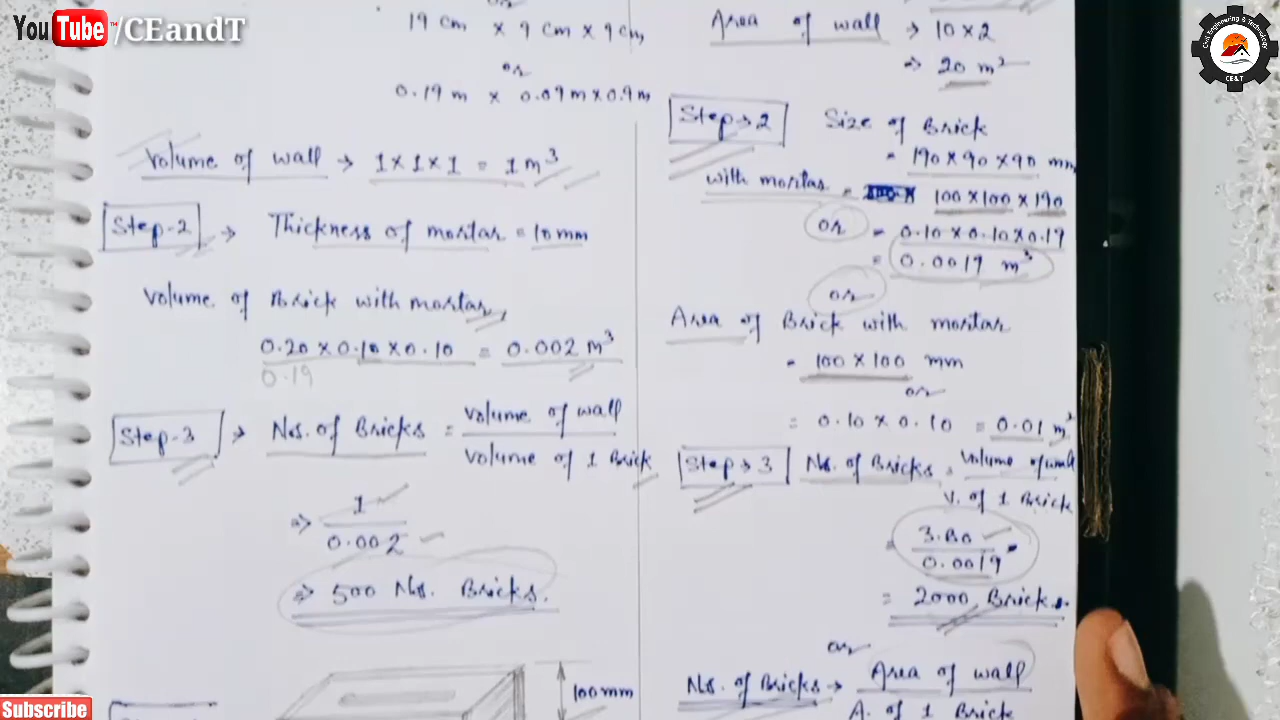 YouTube™/CEandT
or
19 cm × 9 cm × 9 cm,
or
0.19 m × 0.09 m × 0.9 m
Volume of wall → 1×1×1 = 1 m³
Step-2 → Thickness of mortar = 10 mm
Volume of Brick with mortar,
0.20 × 0.10 × 0.10 = 0.002 M³
0.19
Step-3 → Nos. of Bricks = Volume of wall
Volume of 1 Brick
⇒ 1
0.002
⇒ 500 Nos. Bricks.
100mm
Area of wall → 10×2
⇒ 20 m²
Step→2 Size of Brick
= 190×90×90 mm
with mortar = 100×100×190
or = 0.10×0.10×0.19
= 0.0019 m³
or
Area of Brick with mortar
= 100×100 mm
or
= 0.10 × 0.10 = 0.01 m²
Step→3 Nos. of Bricks = Volume of wall
V. of 1 Brick
= 3.80
0.0019
= 2000 Bricks.
or
Nos. of Bricks → Area of wall
A. of 1 Brick
Civil Engineering & Technology
CE&T
Subscribe